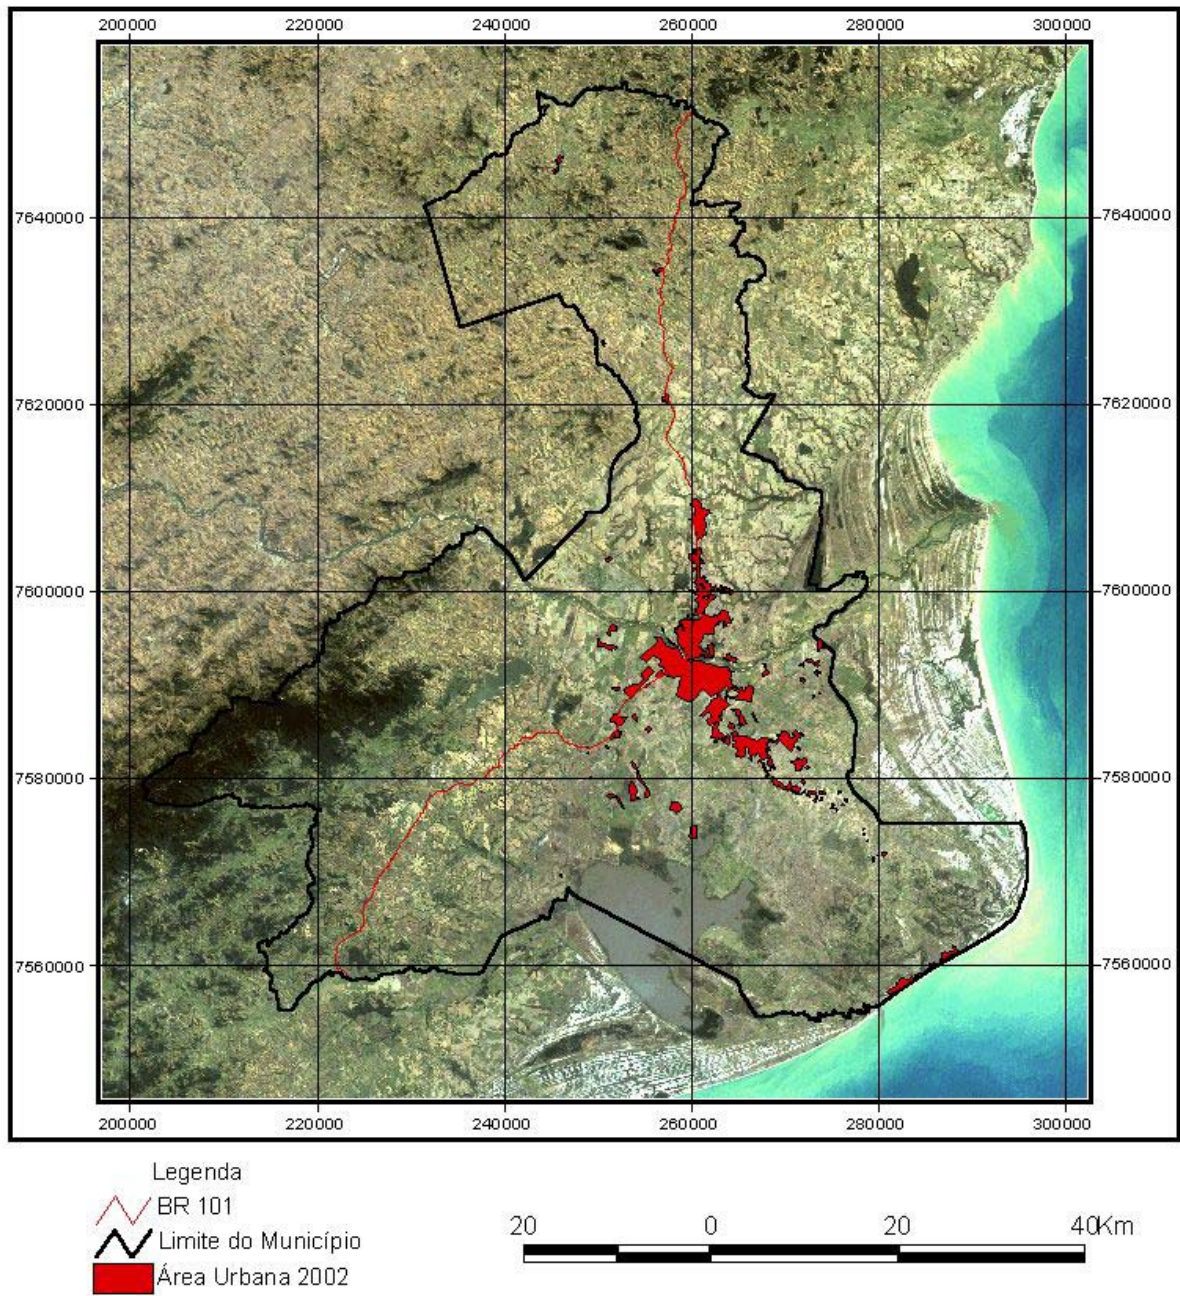 200000 220000 240000 260000 280000 300000
7640000 7640000
7620000 7620000
7600000 7600000
7580000 7580000
7560000 7560000
200000 220000 240000 260000 280000 300000
Legenda
BR 101
Limite do Município
Área Urbana 2002
20 0 20 40Km